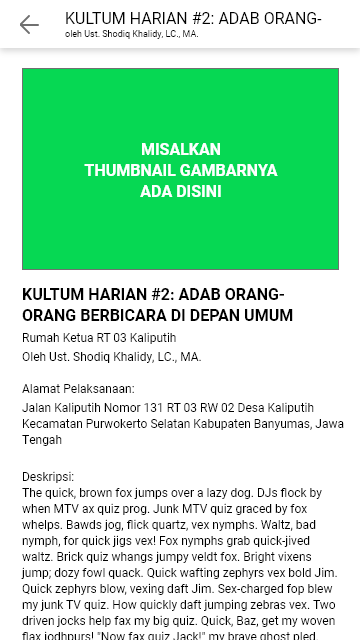 KULTUM HARIAN #2: ADAB ORANG-
oleh Ust. Shodiq Khalidy, LC., MA.
MISALKAN
THUMBNAIL GAMBARNYA
ADA DISINI
KULTUM HARIAN #2: ADAB ORANG-
ORANG BERBICARA DI DEPAN UMUM
Rumah Ketua RT 03 Kaliputih
Oleh Ust. Shodiq Khalidy, LC., MA.
Alamat Pelaksanaan:
Jalan Kaliputih Nomor 131 RT 03 RW 02 Desa Kaliputih
Kecamatan Purwokerto Selatan Kabupaten Banyumas, Jawa
Tengah
Deskripsi:
The quick, brown fox jumps over a lazy dog. DJs flock by
when MTV ax quiz prog. Junk MTV quiz graced by fox
whelps. Bawds jog, flick quartz, vex nymphs. Waltz, bad
nymph, for quick jigs vex! Fox nymphs grab quick-jived
waltz. Brick quiz whangs jumpy veldt fox. Bright vixens
jump; dozy fowl quack. Quick wafting zephyrs vex bold Jim.
Quick zephyrs blow, vexing daft Jim. Sex-charged fop blew
my junk TV quiz. How quickly daft jumping zebras vex. Two
driven jocks help fax my big quiz. Quick, Baz, get my woven
flax jodhpurs! "Now fax quiz Jack!" my brave ghost pled.